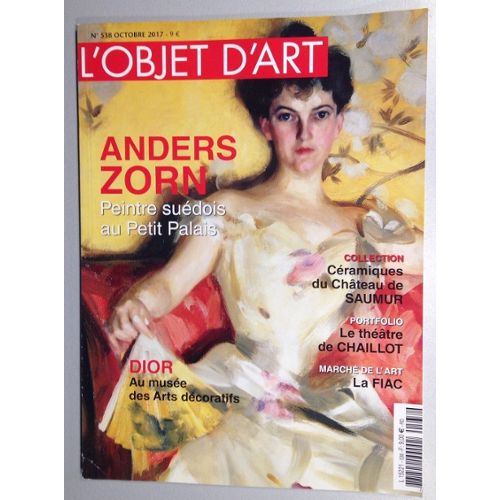 N° 538 OCTOBRE 2017 - 9 €
L'OBJET D'ART
ANDERS
ZORN
Peintre suédois
au Petit Palais
COLLECTION
Céramiques
du Château de
SAUMUR
PORTFOLIO
Le théâtre
de CHAILLOT
MARCHÉ DE L'ART
La FIAC
DIOR
Au musée
des Arts décoratifs